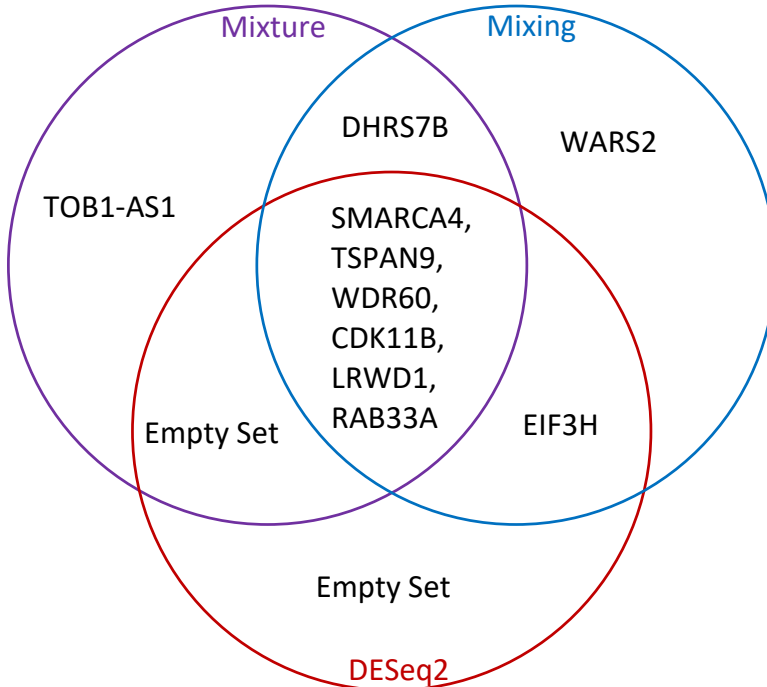 Mixture
Mixing
DHRS7B
WARS2
TOB1-AS1
SMARCA4,
TSPAN9,
WDR60,
CDK11B,
LRWD1,
RAB33A
Empty Set
EIF3H
Empty Set
DESeq2